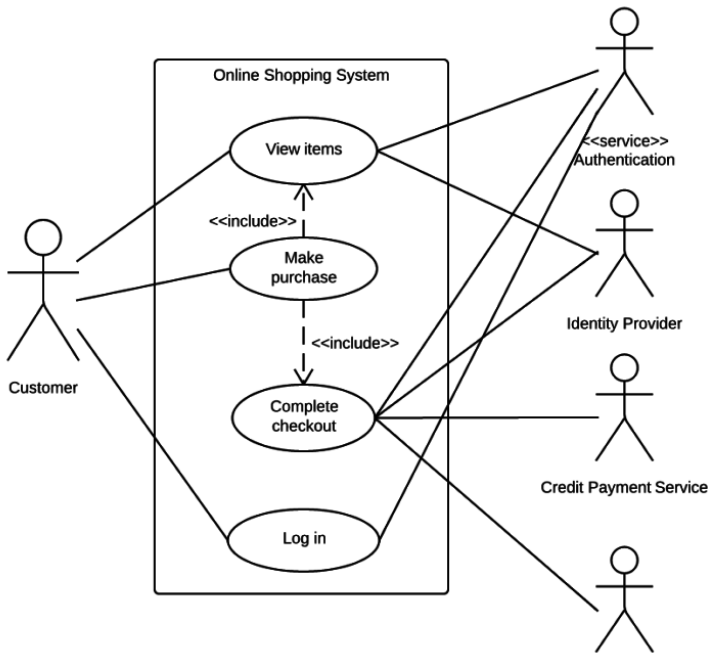 Online Shopping System
View items
<<service>>
Authentication
<<include>>
Make
purchase
Identity Provider
<<include>>
Customer
Complete
checkout
Credit Payment Service
Log in